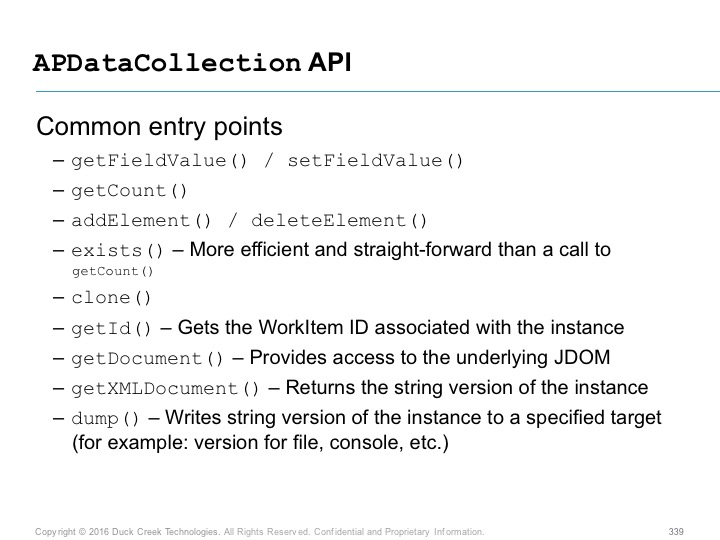 APDataCollection API
Common entry points
– getFieldValue() / setFieldValue()
– getCount()
– addElement() / deleteElement()
– exists() – More efficient and straight-forward than a call to
getCount()
– clone()
– getId() – Gets the WorkItem ID associated with the instance
– getDocument() – Provides access to the underlying JDOM
– getXMLDocument() – Returns the string version of the instance
– dump() – Writes string version of the instance to a specified target
(for example: version for file, console, etc.)
Copyright © 2016 Duck Creek Technologies. All Rights Reserved. Confidential and Proprietary Information. 339